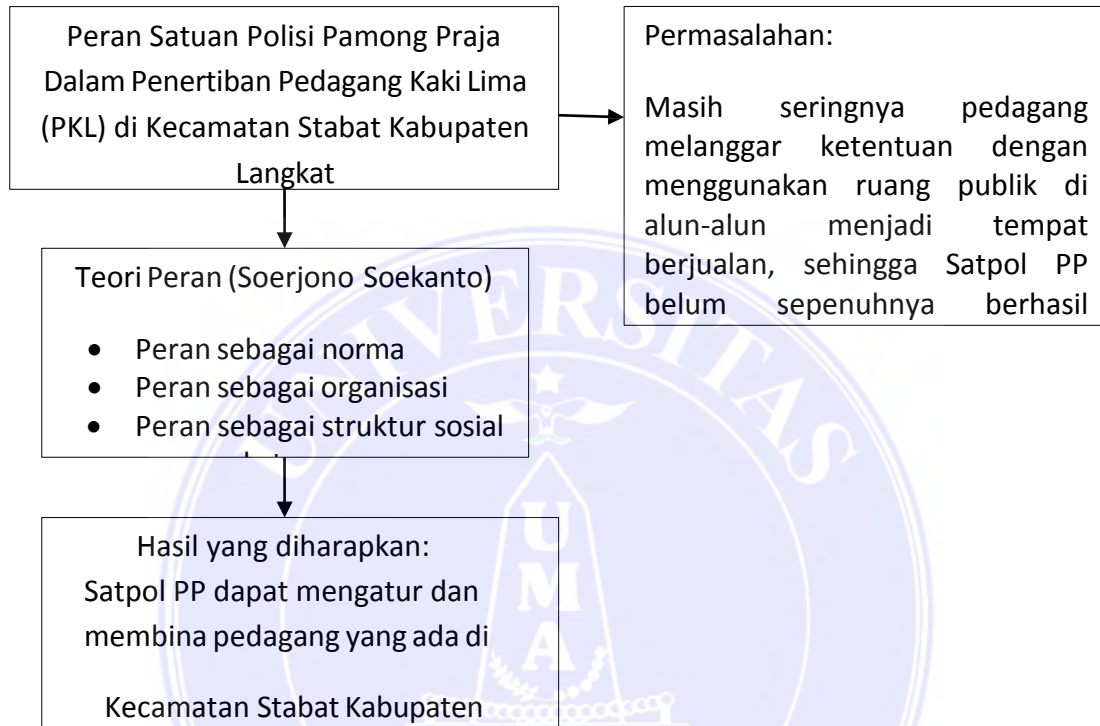 Peran Satuan Polisi Pamong Praja
Dalam Penertiban Pedagang Kaki Lima
(PKL) di Kecamatan Stabat Kabupaten
Langkat
Permasalahan:
Masih seringnya pedagang
melanggar ketentuan dengan
menggunakan ruang publik di
alun-alun menjadi tempat
berjualan, sehingga Satpol PP
belum sepenuhnya berhasil
Teori Peran (Soerjono Soekanto)
• Peran sebagai norma
• Peran sebagai organisasi
• Peran sebagai struktur sosial
Hasil yang diharapkan:
Satpol PP dapat mengatur dan
membina pedagang yang ada di
Kecamatan Stabat Kabupaten
UNIVERSITAS
U
M
A